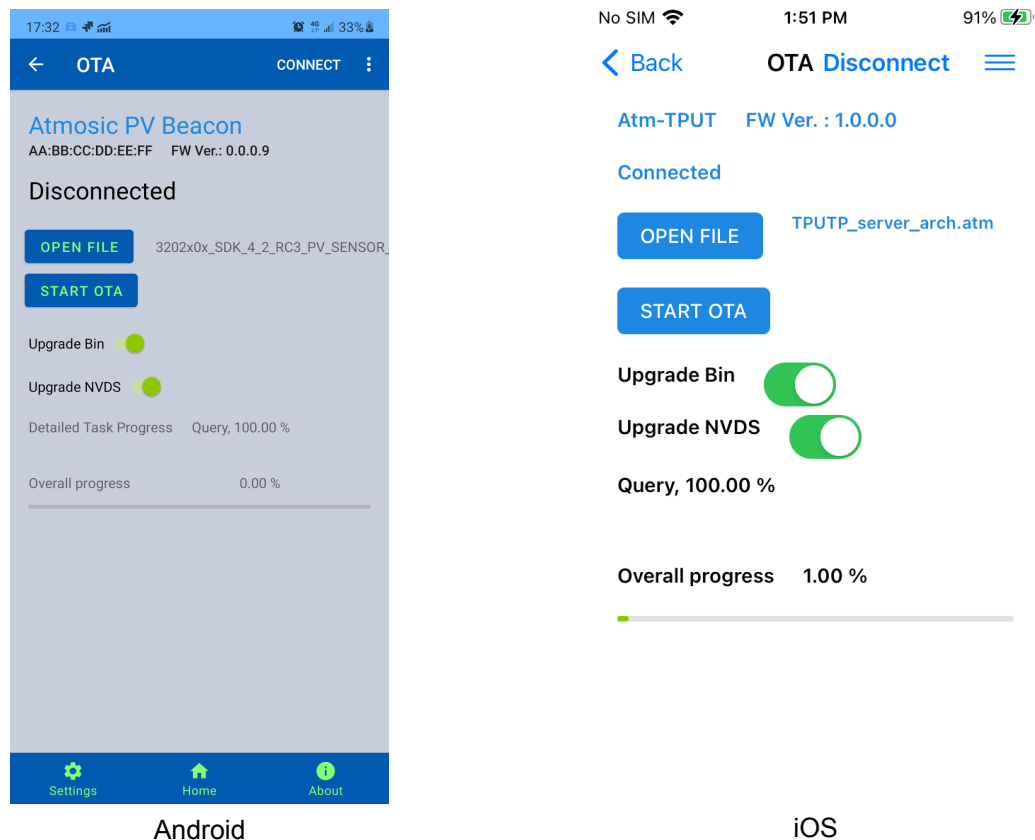 17:32 4G 33%
OTA CONNECT
Atmosic PV Beacon
AA:BB:CC:DD:EE:FF FW Ver.: 0.0.0.9
Disconnected
OPEN FILE 3202x0x_SDK_4_2_RC3_PV_SENSOR_
START OTA
Upgrade Bin
Upgrade NVDS
Detailed Task Progress Query, 100.00 %
Overall progress 0.00 %
Settings Home About
Android
No SIM 1:51 PM 91%
Back OTA Disconnect
Atm-TPUT FW Ver. : 1.0.0.0
Connected
OPEN FILE TPUTP_server_arch.atm
START OTA
Upgrade Bin
Upgrade NVDS
Query, 100.00 %
Overall progress 1.00 %
iOS